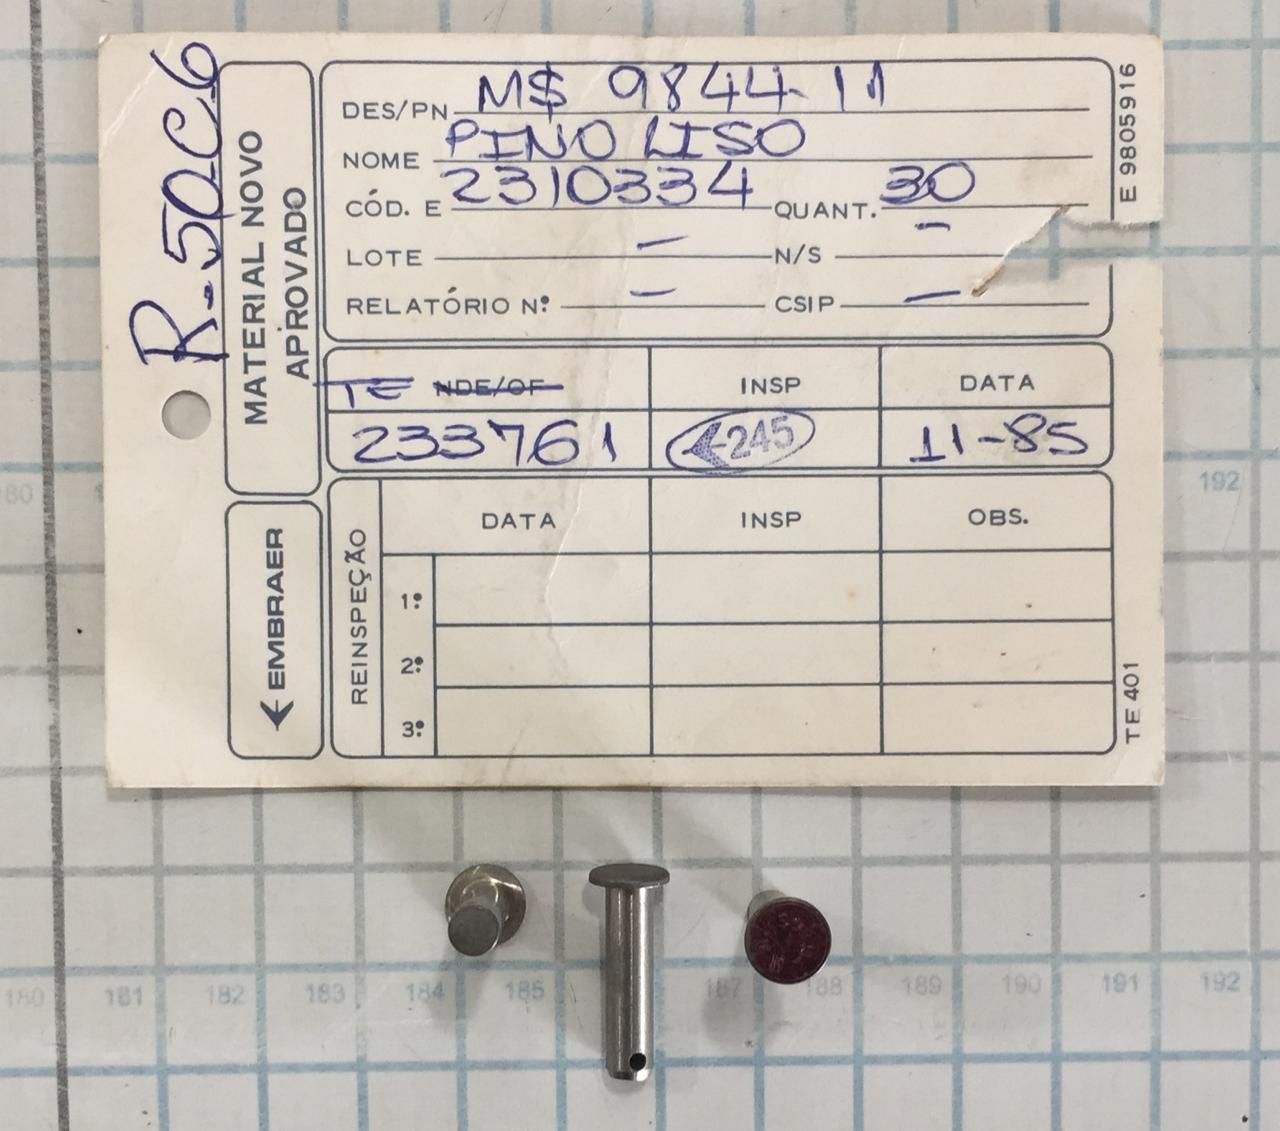 R-50C6
MATERIAL NOVO
APROVADO
DES/PN M$ 9844-11
NOME PINO LISO
CÓD. E 2310334 QUANT. 30
LOTE — N/S —
RELATÓRIO Nº — CSIP —
E 9805916
TE NDE/OF INSP DATA
233761 245 11-85
EMBRAER
REINSPEÇÃO
DATA INSP OBS.
1º
2º
3º
TE 401
180 192
180 181 182 183 184 185 187 188 189 190 191 192